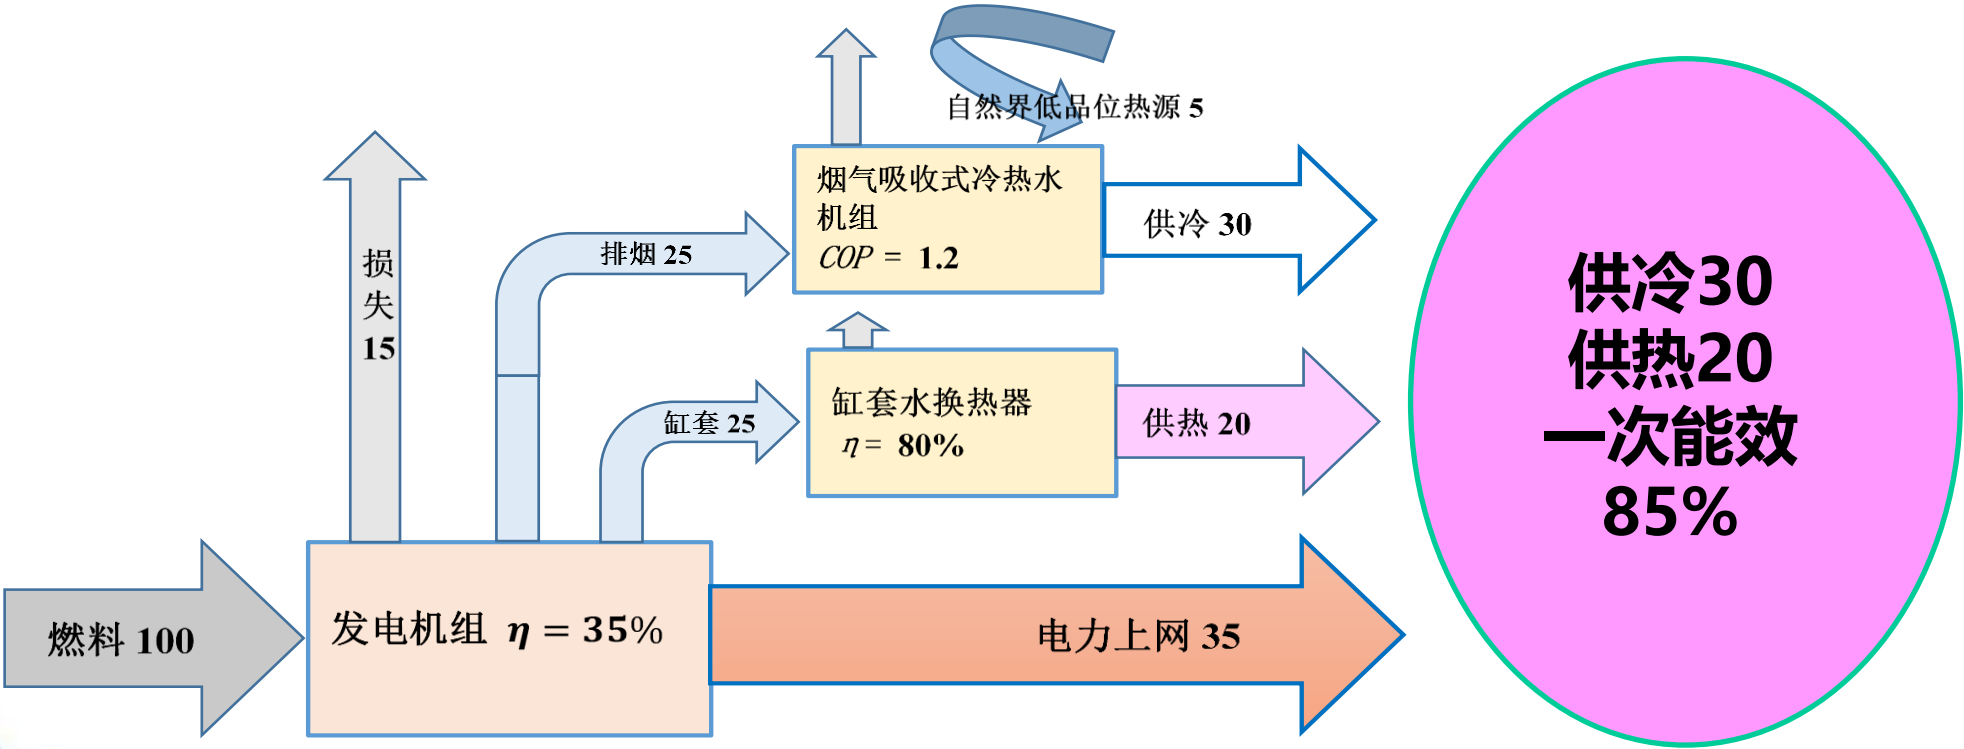 自然界低品位热源 5
烟气吸收式冷热水
机组
COP = 1.2
供冷 30
排烟 25
损
失
15
缸套水换热器
η = 80%
供热 20
缸套 25
发电机组 η = 35%
燃料 100
电力上网 35
供冷30
供热20
一次能效
85%